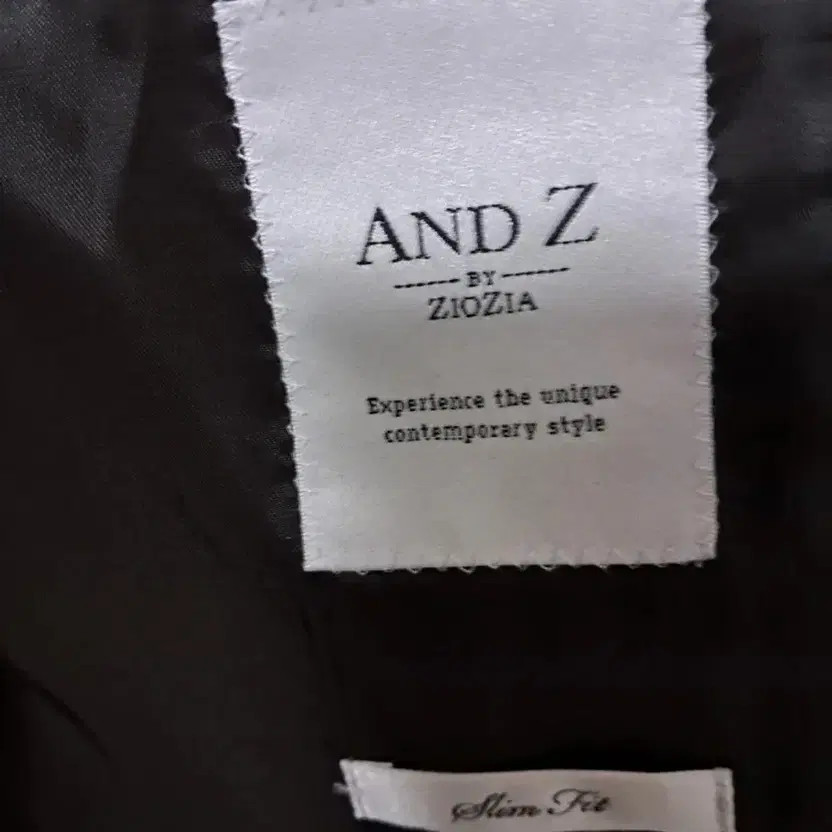 AND Z
BY
ZIOZIA
Experience the unique
contemporary style
Slim Fit